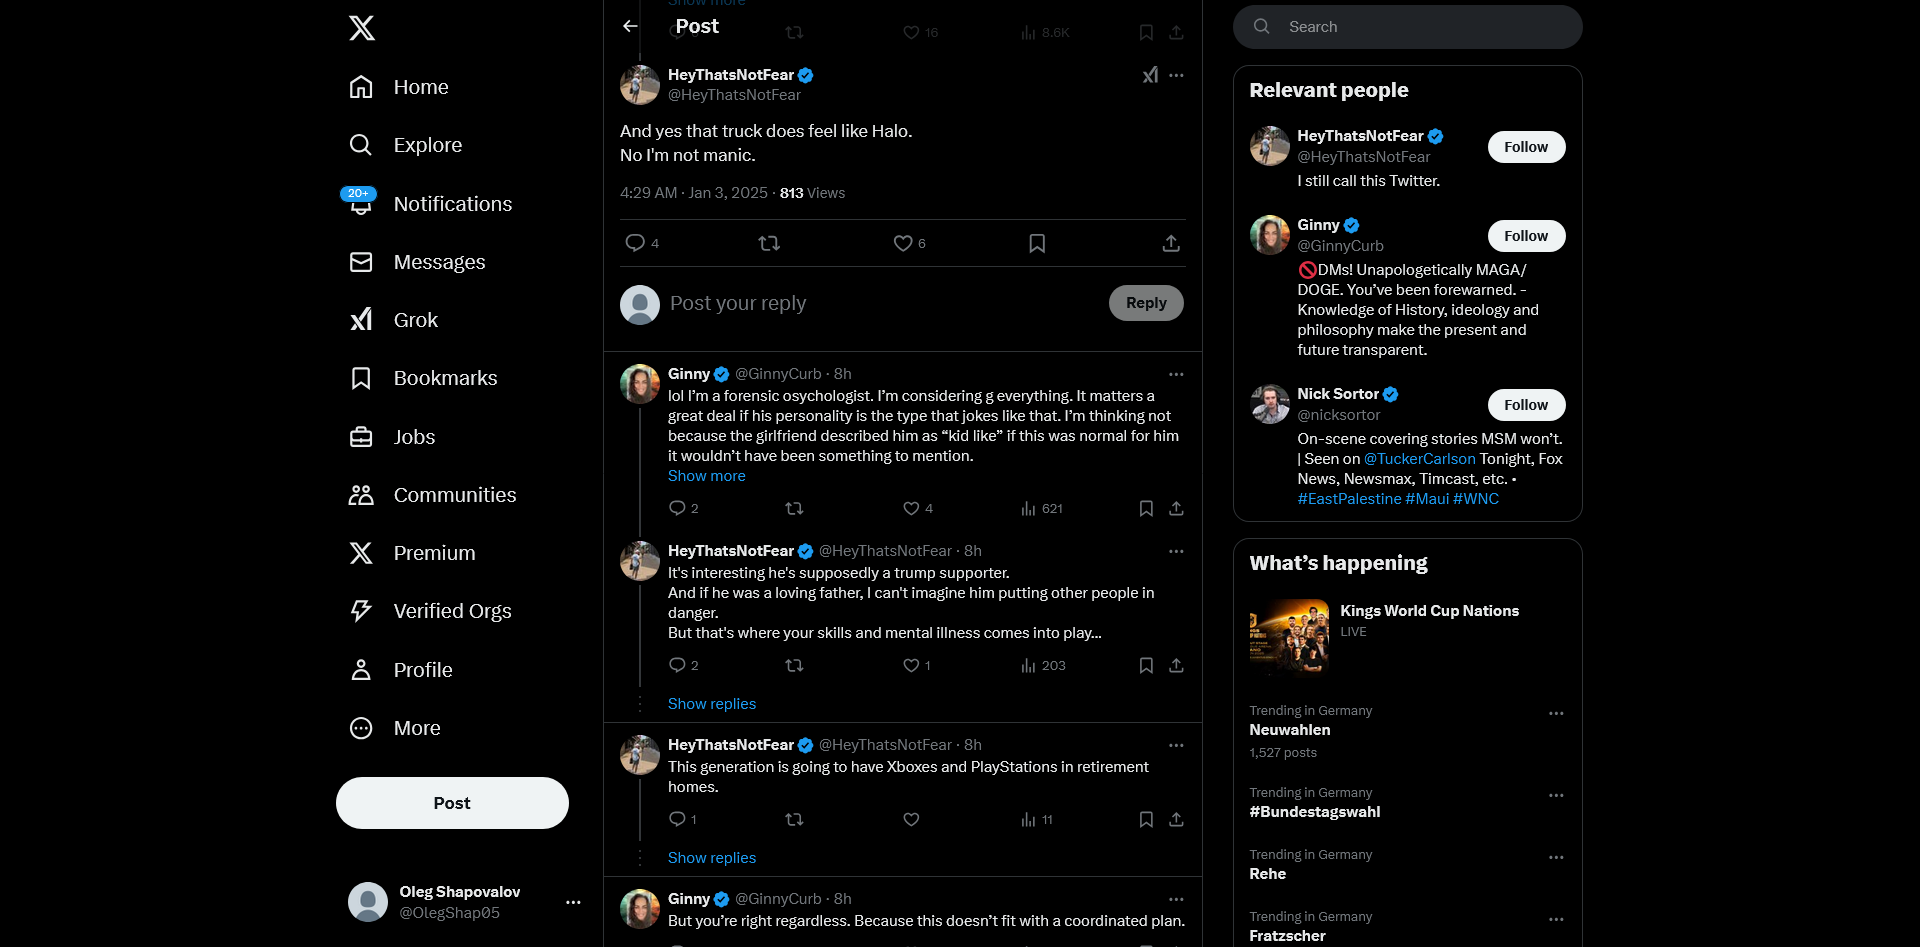 Home
Explore
20+
Notifications
Messages
Grok
Bookmarks
Jobs
Communities
Premium
Verified Orgs
Profile
More
Post
Oleg Shapovalov
@OlegShap05
Show more
Post
16
8.6K
HeyThatsNotFear
@HeyThatsNotFear
And yes that truck does feel like Halo.
No I'm not manic.
4:29 AM · Jan 3, 2025 · 813 Views
4
6
Post your reply
Reply
Ginny @GinnyCurb · 8h
lol I’m a forensic osychologist. I’m considering g everything. It matters a
great deal if his personality is the type that jokes like that. I’m thinking not
because the girlfriend described him as “kid like” if this was normal for him
it wouldn’t have been something to mention.
Show more
2
4
621
HeyThatsNotFear @HeyThatsNotFear · 8h
It's interesting he's supposedly a trump supporter.
And if he was a loving father, I can't imagine him putting other people in
danger.
But that's where your skills and mental illness comes into play...
2
1
203
Show replies
HeyThatsNotFear @HeyThatsNotFear · 8h
This generation is going to have Xboxes and PlayStations in retirement
homes.
1
11
Show replies
Ginny @GinnyCurb · 8h
But you’re right regardless. Because this doesn’t fit with a coordinated plan.
Search
Relevant people
HeyThatsNotFear
@HeyThatsNotFear
Follow
I still call this Twitter.
Ginny
@GinnyCurb
Follow
🚫DMs! Unapologetically MAGA/
DOGE. You’ve been forewarned. -
Knowledge of History, ideology and
philosophy make the present and
future transparent.
Nick Sortor
@nicksortor
Follow
On-scene covering stories MSM won’t.
| Seen on @TuckerCarlson Tonight, Fox
News, Newsmax, Timcast, etc. •
#EastPalestine #Maui #WNC
What’s happening
Kings World Cup Nations
LIVE
Trending in Germany
Neuwahlen
1,527 posts
Trending in Germany
#Bundestagswahl
Trending in Germany
Rehe
Trending in Germany
Fratzscher